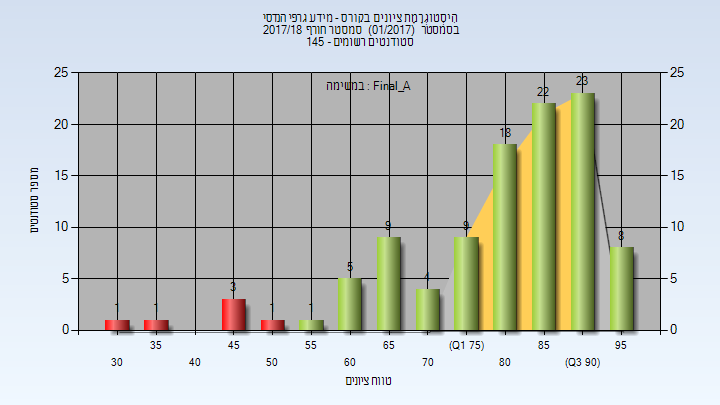 היסטוגרמת ציונים בקורס - מידע גרפי הנדסי
בסמסטר (01/2017) סמסטר חורף 2017/18
סטודנטים רשומים - 145
במשימה : Final_A
מספר סטודנטים
25 25
20 20
15 15
10 10
5 5
0 0
1 1 3 1 1 5 9 4 9 18 22 23 8
35 45 55 65 (Q1 75) 85 95
30 40 50 60 70 80 (Q3 90)
טווח ציונים